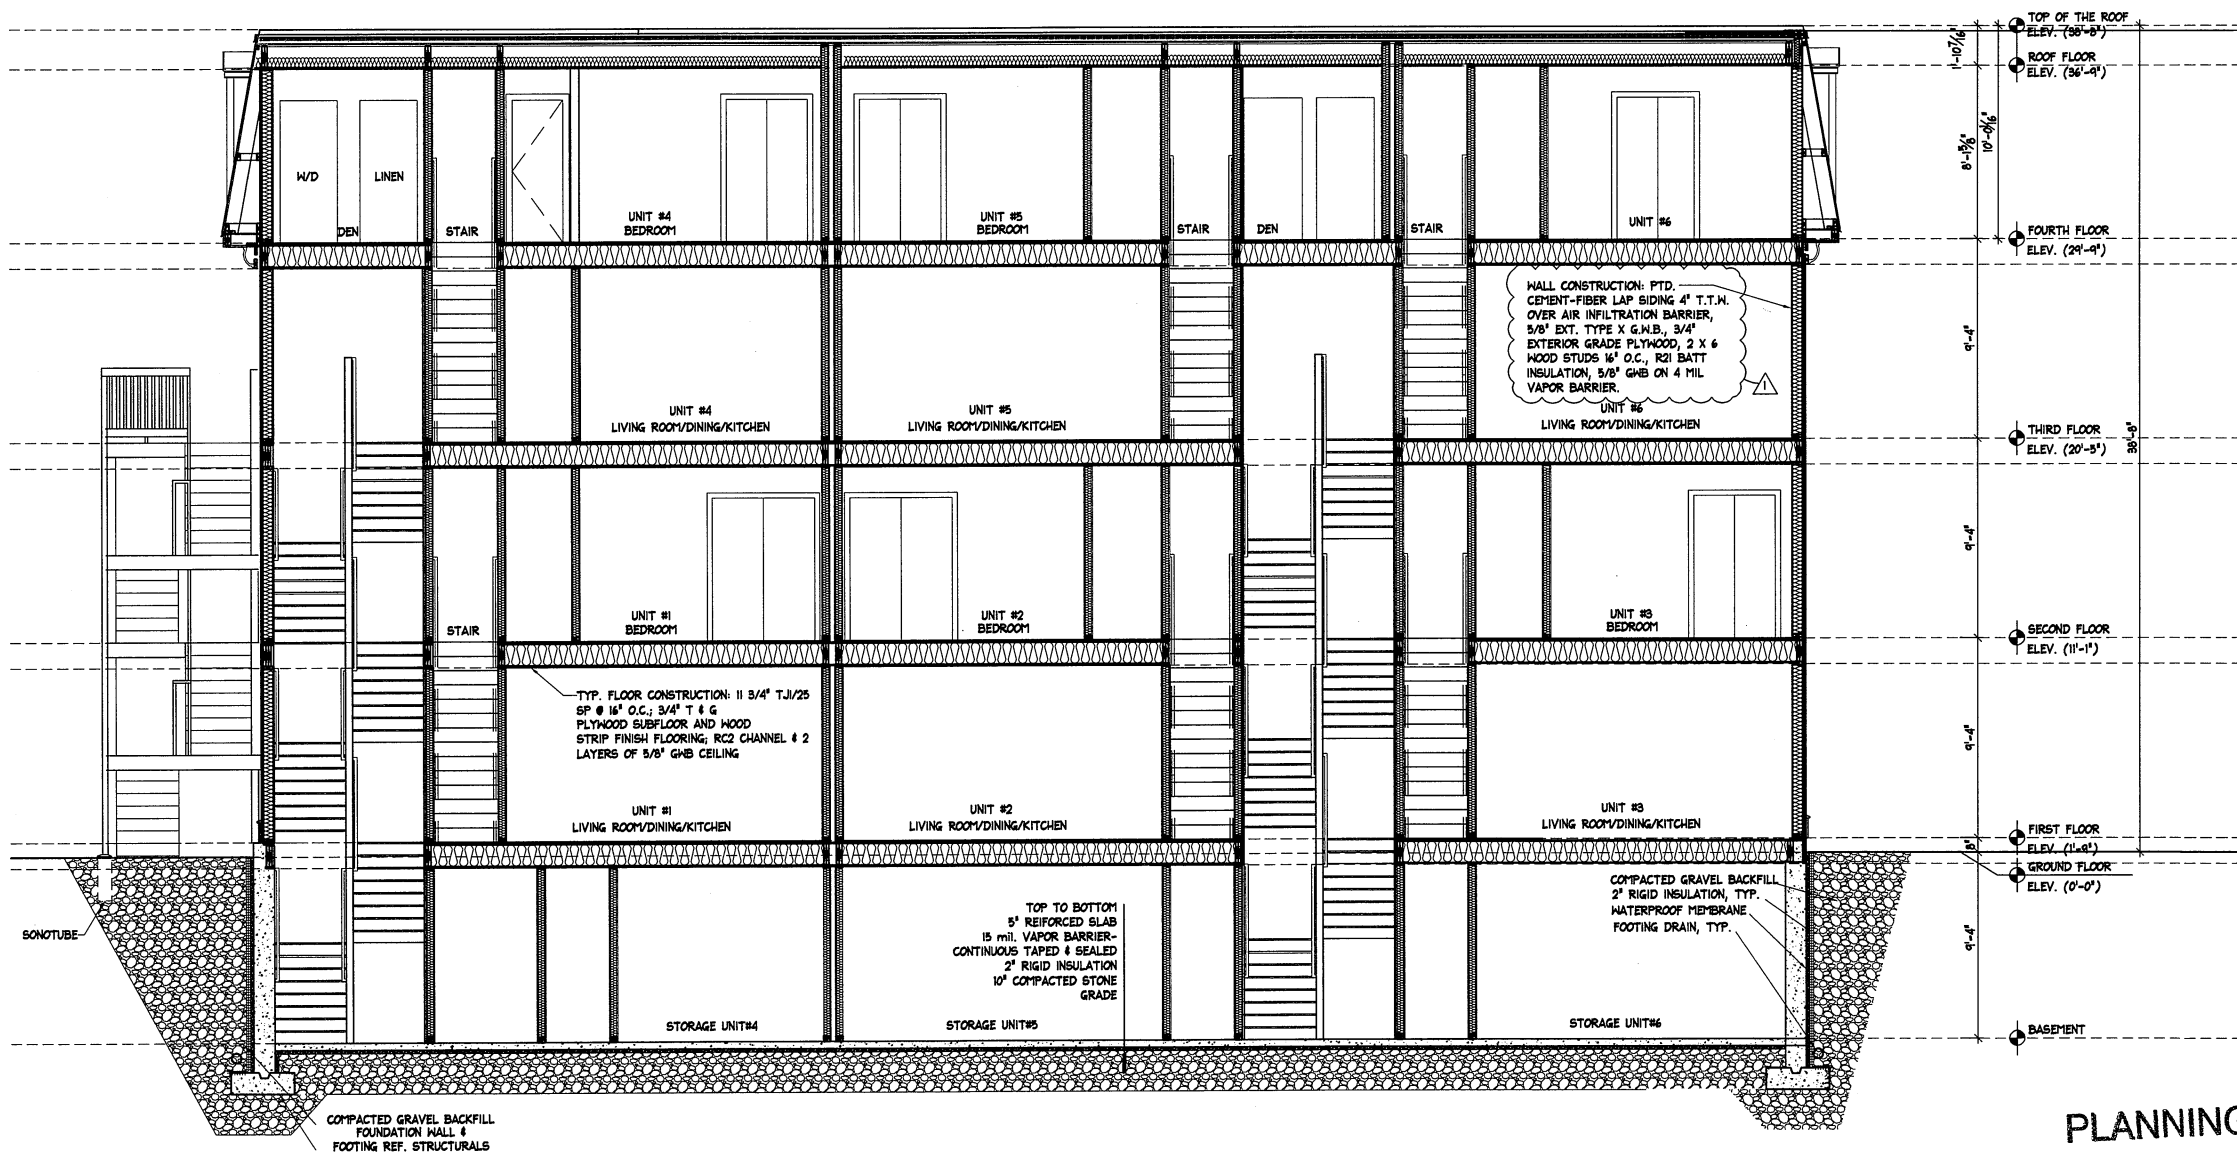 TOP OF THE ROOF
ELEV. (38'-8")
ROOF FLOOR
ELEV. (36'-9")
1'-10 7/16"
8'-1 5/8"
W/D
LINEN
DEN
STAIR
UNIT #4
BEDROOM
UNIT #5
BEDROOM
STAIR
DEN
STAIR
UNIT #6
FOURTH FLOOR
ELEV. (29'-9")
WALL CONSTRUCTION: PTD.
CEMENT-FIBER LAP SIDING 4" T.T.W.
OVER AIR INFILTRATION BARRIER,
5/8" EXT. TYPE X G.W.B., 3/4"
EXTERIOR GRADE PLYWOOD, 2 X 6
WOOD STUDS 16" O.C., R21 BATT
INSULATION, 5/8" GWB ON 4 MIL
VAPOR BARRIER.
1
9'-4"
UNIT #4
LIVING ROOM/DINING/KITCHEN
UNIT #5
LIVING ROOM/DINING/KITCHEN
UNIT #6
LIVING ROOM/DINING/KITCHEN
THIRD FLOOR
ELEV. (20'-5")
38'-8"
9'-4"
STAIR
UNIT #1
BEDROOM
UNIT #2
BEDROOM
UNIT #3
BEDROOM
SECOND FLOOR
ELEV. (11'-1")
TYP. FLOOR CONSTRUCTION: 11 3/4" TJI/25
SP @ 16" O.C.; 3/4" T & G
PLYWOOD SUBFLOOR AND WOOD
STRIP FINISH FLOORING; RC2 CHANNEL & 2
LAYERS OF 5/8" GWB CEILING
9'-4"
UNIT #1
LIVING ROOM/DINING/KITCHEN
UNIT #2
LIVING ROOM/DINING/KITCHEN
UNIT #3
LIVING ROOM/DINING/KITCHEN
FIRST FLOOR
ELEV. (1'-9")
8"
GROUND FLOOR
ELEV. (0'-0")
SONOTUBE
TOP TO BOTTOM
5" REIFORCED SLAB
15 mil. VAPOR BARRIER-
CONTINUOUS TAPED & SEALED
2" RIGID INSULATION
10" COMPACTED STONE
GRADE
COMPACTED GRAVEL BACKFILL
2" RIGID INSULATION, TYP.
WATERPROOF MEMBRANE
FOOTING DRAIN, TYP.
9'-4"
STORAGE UNIT#4
STORAGE UNIT#5
STORAGE UNIT#6
BASEMENT
COMPACTED GRAVEL BACKFILL
FOUNDATION WALL &
FOOTING REF. STRUCTURALS
PLANNING